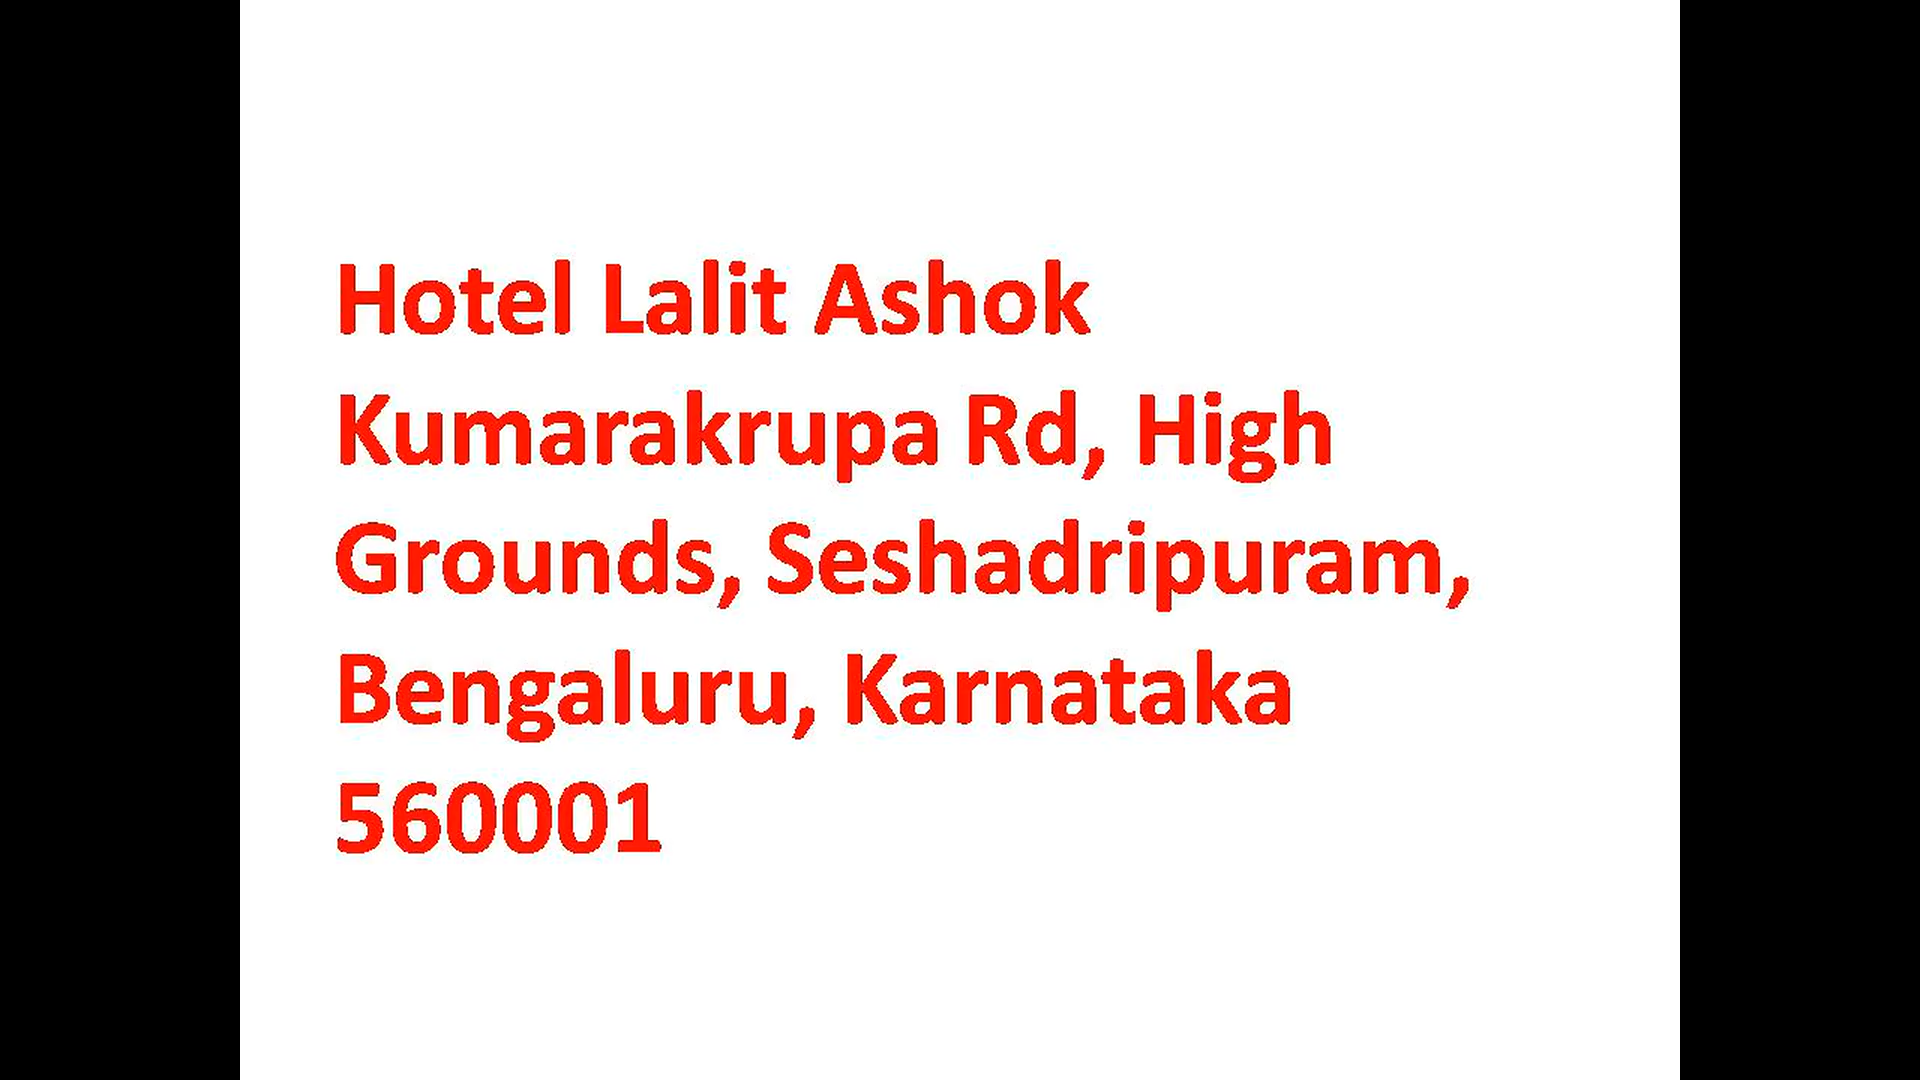 Hotel Lalit Ashok
Kumarakrupa Rd, High
Grounds, Seshadripuram,
Bengaluru, Karnataka
560001